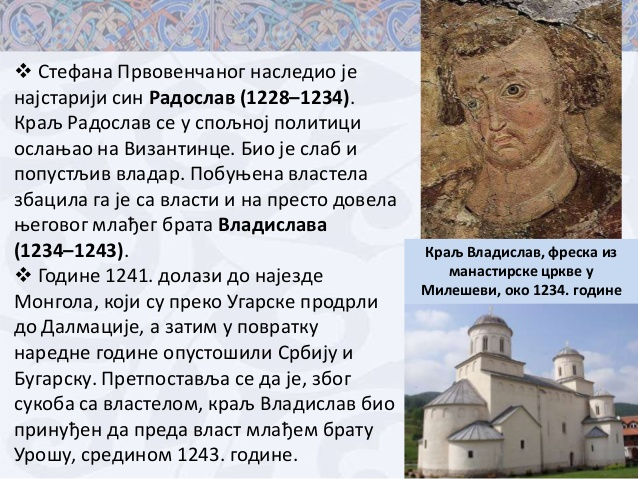 ❖ Стефана Првовенчаног наследио је
најстарији син Радослав (1228–1234).
Краљ Радослав се у спољној политици
ослањао на Византинце. Био је слаб и
попустљив владар. Побуњена властела
збацила га је са власти и на престо довела
његовог млађег брата Владислава
(1234–1243).
❖ Године 1241. долази до најезде
Монгола, који су преко Угарске продрли
до Далмације, а затим у повратку
наредне године опустошили Србију и
Бугарску. Претпоставља се да је, због
сукоба са властелом, краљ Владислав био
принуђен да преда власт млађем брату
Урошу, средином 1243. године.
Краљ Владислав, фреска из
манастирске цркве у
Милешеви, око 1234. године